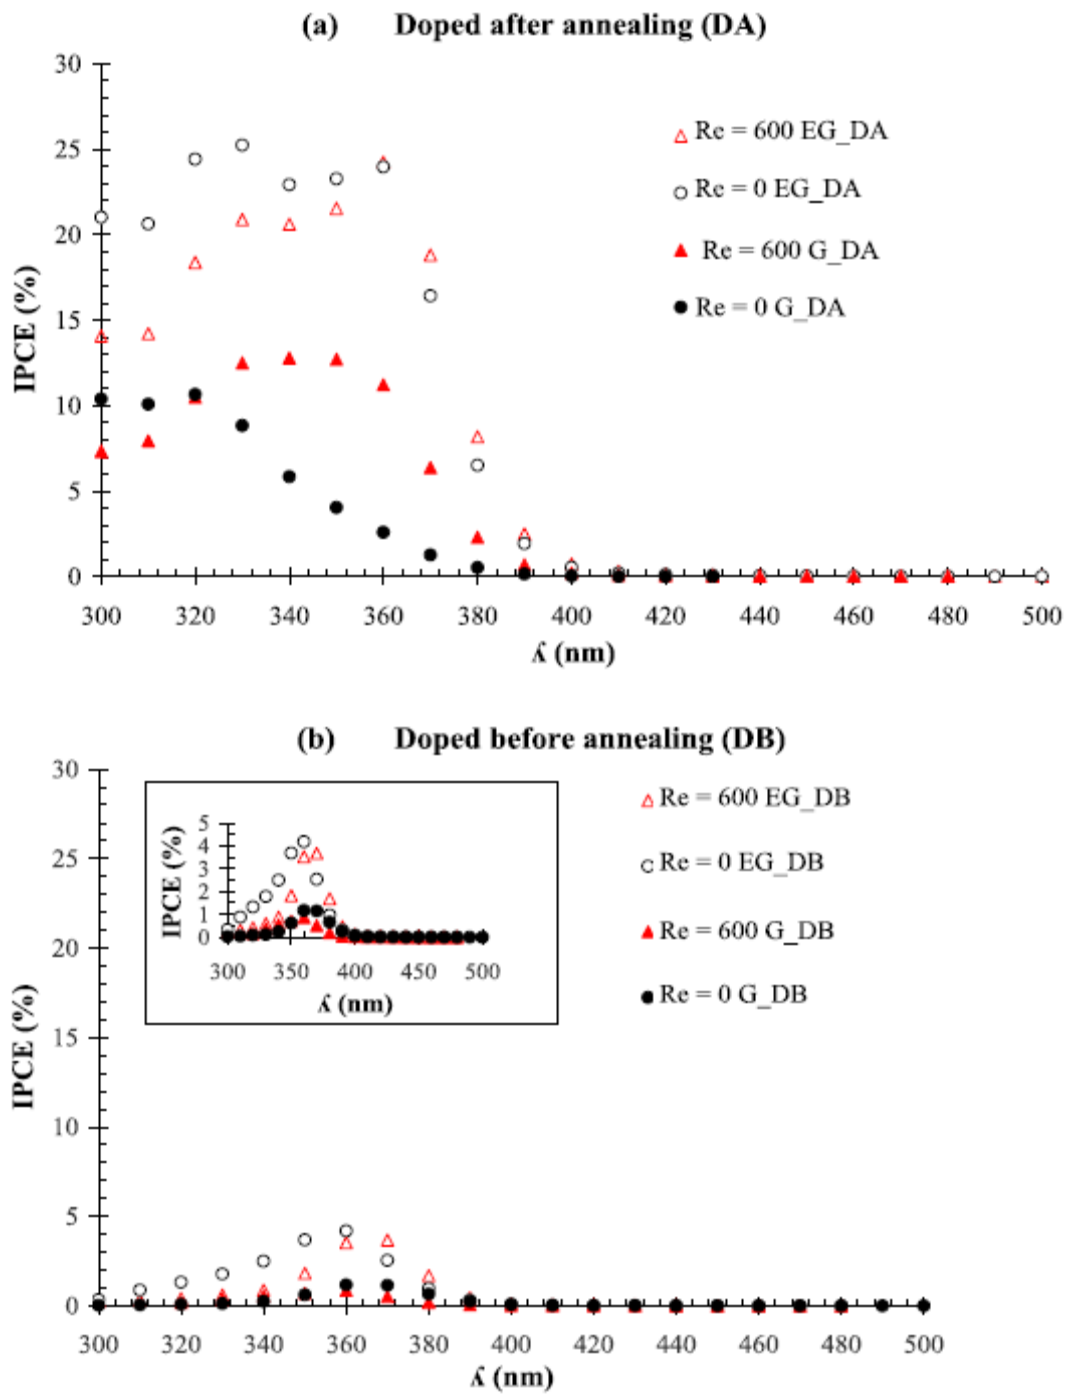 (a) Doped after annealing (DA)
30
25
20
15
10
5
0
IPCE (%)
Re = 600 EG_DA
Re = 0 EG_DA
Re = 600 G_DA
Re = 0 G_DA
300 320 340 360 380 400 420 440 460 480 500
ʎ (nm)
(b) Doped before annealing (DB)
30
25
20
15
10
5
0
IPCE (%)
5
4
3
2
1
0
IPCE (%)
300 350 400 450 500
ʎ (nm)
Re = 600 EG_DB
Re = 0 EG_DB
Re = 600 G_DB
Re = 0 G_DB
300 320 340 360 380 400 420 440 460 480 500
ʎ (nm)